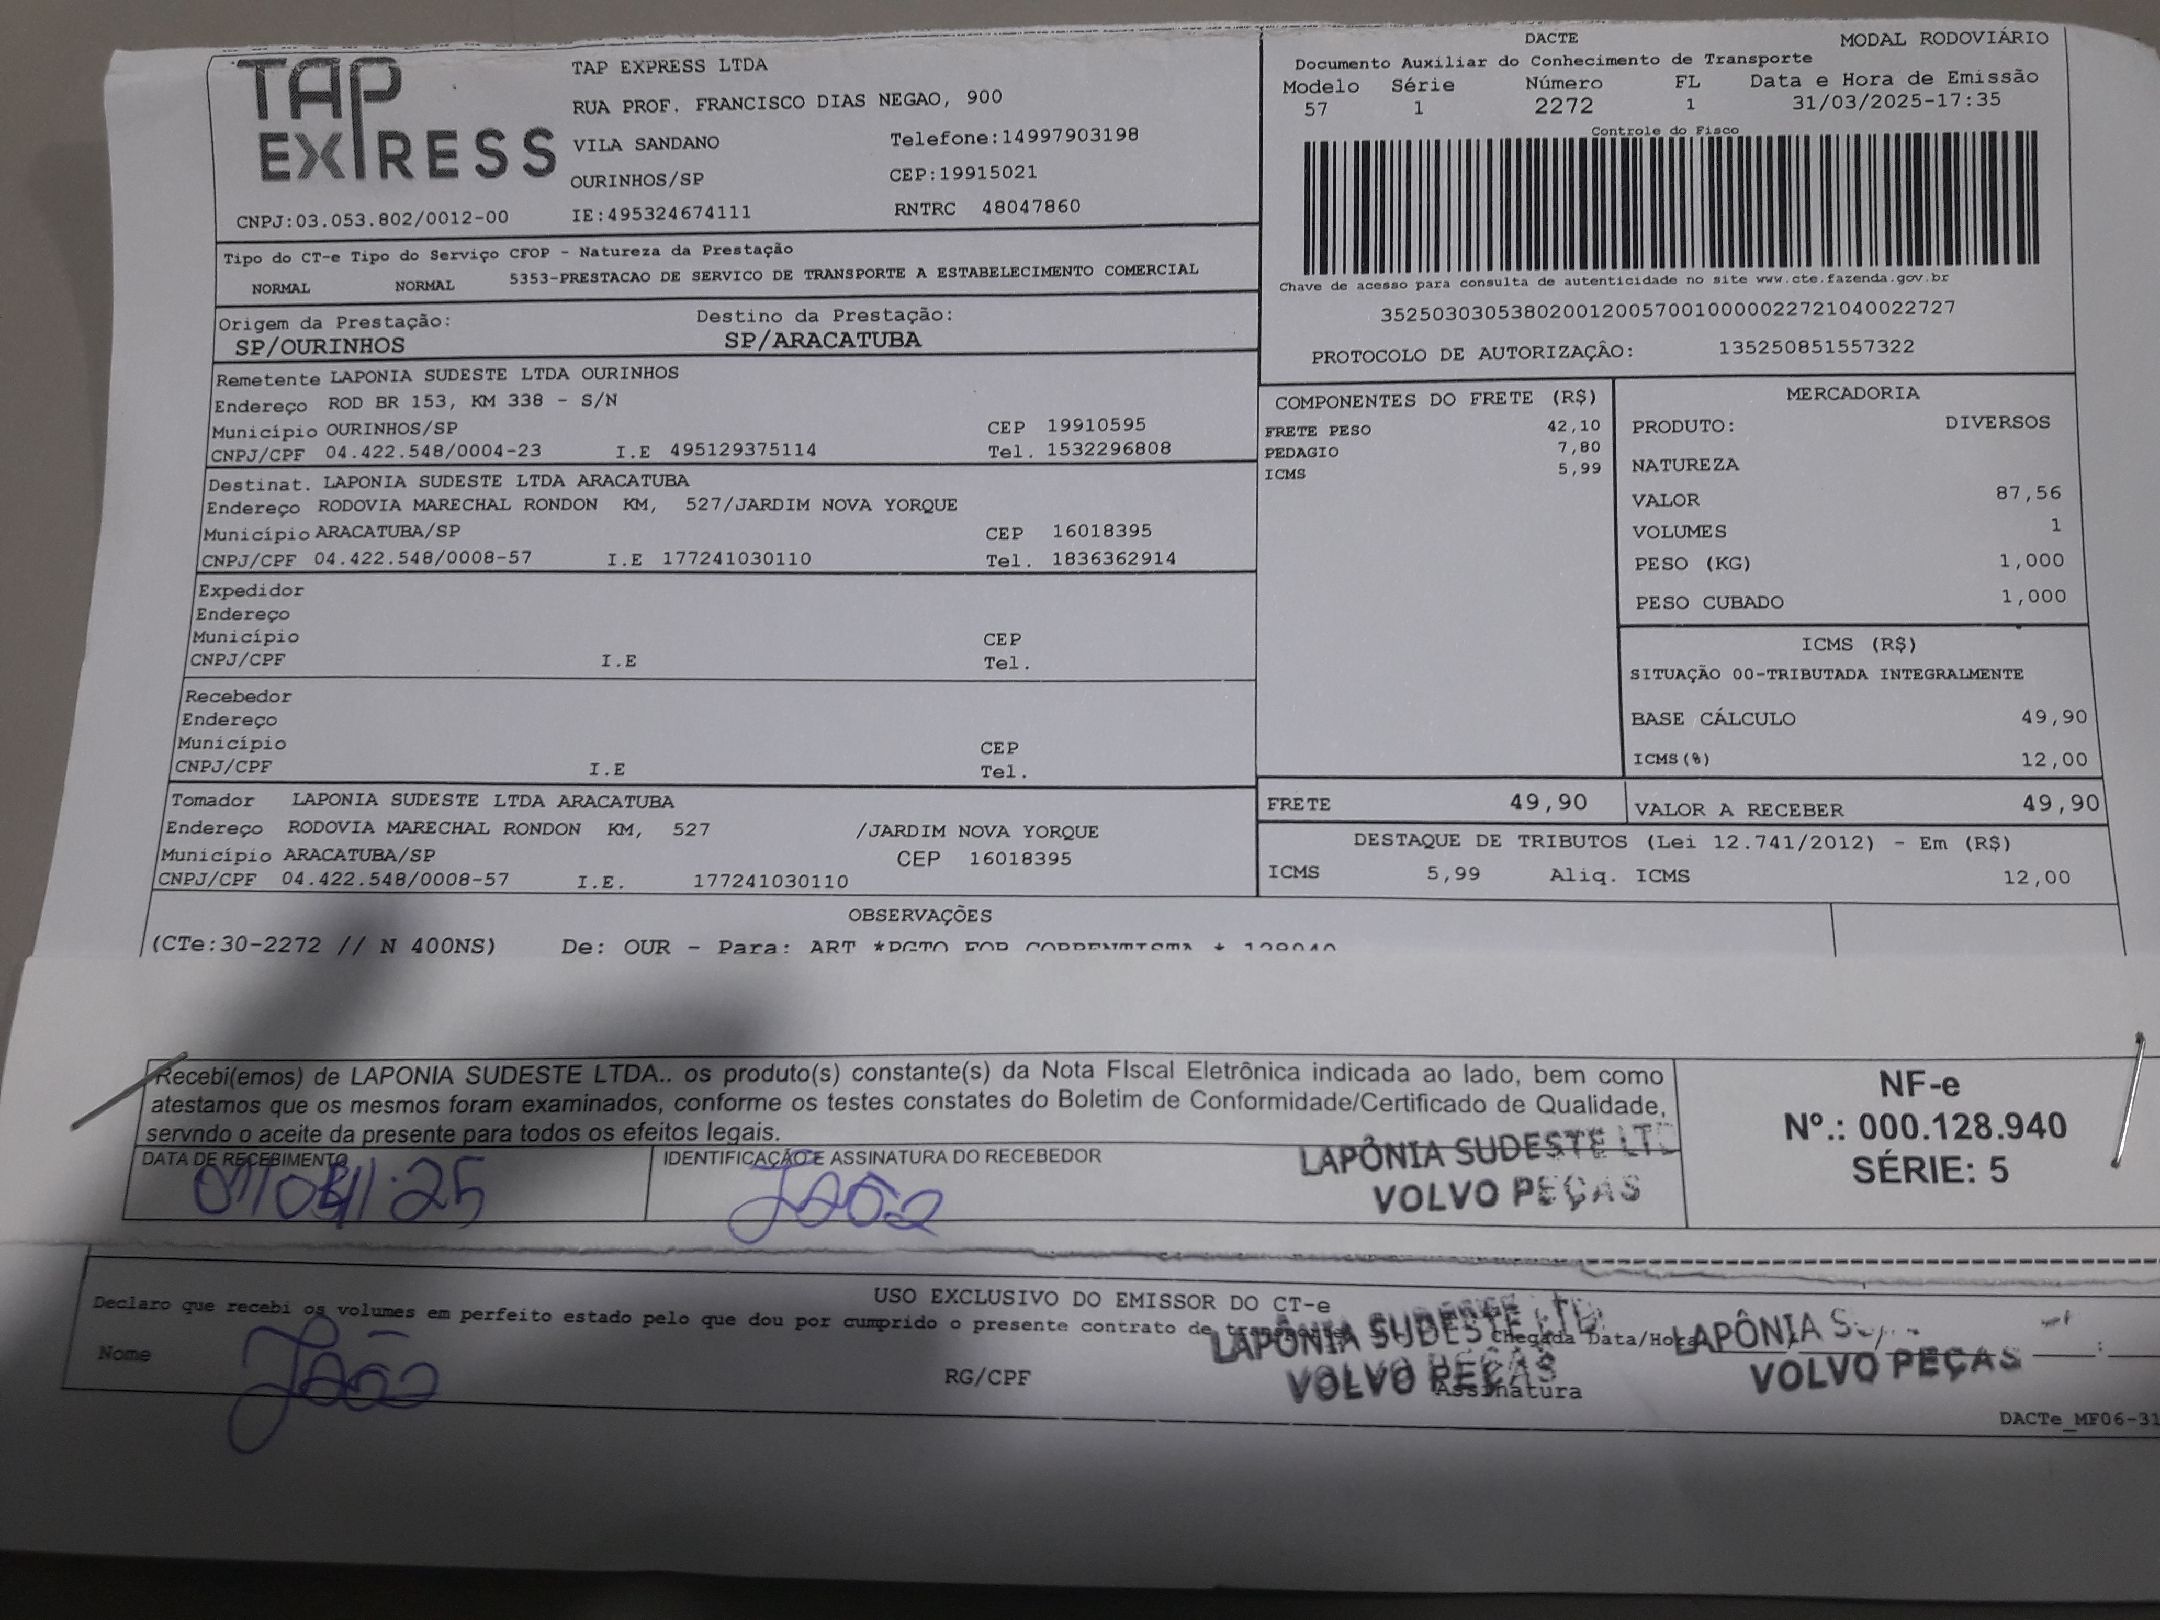 TAP EXPRESS
TAP EXPRESS LTDA
RUA PROF. FRANCISCO DIAS NEGAO, 900
VILA SANDANO Telefone:14997903198
OURINHOS/SP CEP:19915021
CNPJ:03.053.802/0012-00 IE:495324674111 RNTRC 48047860
DACTE MODAL RODOVIÁRIO
Documento Auxiliar do Conhecimento de Transporte
Modelo Série Número FL Data e Hora de Emissão
57 1 2272 1 31/03/2025-17:35
Controle do Fisco
Chave de acesso para consulta de autenticidade no site www.cte.fazenda.gov.br
35250303053802001200570010000022721040022727
PROTOCOLO DE AUTORIZAÇÃO: 135250851557322
Tipo do CT-e Tipo do Serviço CFOP - Natureza da Prestação
NORMAL NORMAL 5353-PRESTACAO DE SERVICO DE TRANSPORTE A ESTABELECIMENTO COMERCIAL
Origem da Prestação: Destino da Prestação:
SP/OURINHOS SP/ARACATUBA
Remetente LAPONIA SUDESTE LTDA OURINHOS
Endereço ROD BR 153, KM 338 - S/N
Município OURINHOS/SP CEP 19910595
CNPJ/CPF 04.422.548/0004-23 I.E 495129375114 Tel. 1532296808
Destinat. LAPONIA SUDESTE LTDA ARACATUBA
Endereço RODOVIA MARECHAL RONDON KM, 527/JARDIM NOVA YORQUE
Município ARACATUBA/SP CEP 16018395
CNPJ/CPF 04.422.548/0008-57 I.E 177241030110 Tel. 1836362914
Expedidor
Endereço
Município CEP
CNPJ/CPF I.E Tel.
Recebedor
Endereço
Município CEP
CNPJ/CPF I.E Tel.
Tomador LAPONIA SUDESTE LTDA ARACATUBA
Endereço RODOVIA MARECHAL RONDON KM, 527 /JARDIM NOVA YORQUE
Município ARACATUBA/SP CEP 16018395
CNPJ/CPF 04.422.548/0008-57 I.E. 177241030110
COMPONENTES DO FRETE (R$)
FRETE PESO 42,10
PEDAGIO 7,80
ICMS 5,99
MERCADORIA
PRODUTO: DIVERSOS
NATUREZA
VALOR 87,56
VOLUMES 1
PESO (KG) 1,000
PESO CUBADO 1,000
ICMS (R$)
SITUAÇÃO 00-TRIBUTADA INTEGRALMENTE
BASE CÁLCULO 49,90
ICMS(%) 12,00
FRETE 49,90 VALOR A RECEBER 49,90
DESTAQUE DE TRIBUTOS (Lei 12.741/2012) - Em (R$)
ICMS 5,99 Aliq. ICMS 12,00
OBSERVAÇÕES
(CTe:30-2272 // N 400NS) De: OUR - Para: ART *PGTO FOR CORRENTISTA * 128940
Recebi(emos) de LAPONIA SUDESTE LTDA.. os produto(s) constante(s) da Nota FIscal Eletrônica indicada ao lado, bem como
atestamos que os mesmos foram examinados, conforme os testes constates do Boletim de Conformidade/Certificado de Qualidade,
servndo o aceite da presente para todos os efeitos legais.
DATA DE RECEBIMENTO IDENTIFICAÇÃO E ASSINATURA DO RECEBEDOR
João
LAPÔNIA SUDESTE LTD
VOLVO PEÇAS
NF-e
Nº.: 000.128.940
SÉRIE: 5
USO EXCLUSIVO DO EMISSOR DO CT-e
Declaro que recebi os volumes em perfeito estado pelo que dou por cumprido o presente contrato de
Chegada Data/Hora
Nome João RG/CPF Assinatura
LAPÔNIA SUDESTE LTD
VOLVO PEÇAS
LAPÔNIA
VOLVO PEÇAS
DACTe_MF06-31